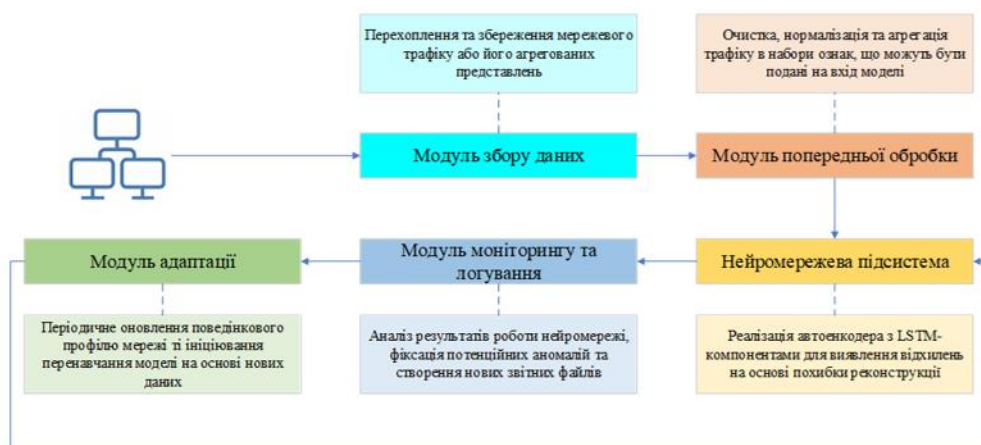 Перехоплення та збереження мережевого
трафіку або його агрегованих
представлень
Очистка, нормалізація та агрегація
трафіку в набори ознак, що можуть бути
подані на вхід моделі
Модуль збору даних
Модуль попередньої обробки
Модуль адаптації
Модуль моніторингу та
логування
Нейромережева підсистема
Періодичне оновлення поведінкового
профілю мережі ті ініціювання
перенавчання моделі на основі нових
даних
Аналіз результатів роботи нейромережі,
фіксація потенційних аномалій та
створення нових звітних файлів
Реалізація автоенкодера з LSTM-
компонентами для виявлення відхилень
на основі похибки реконструкції